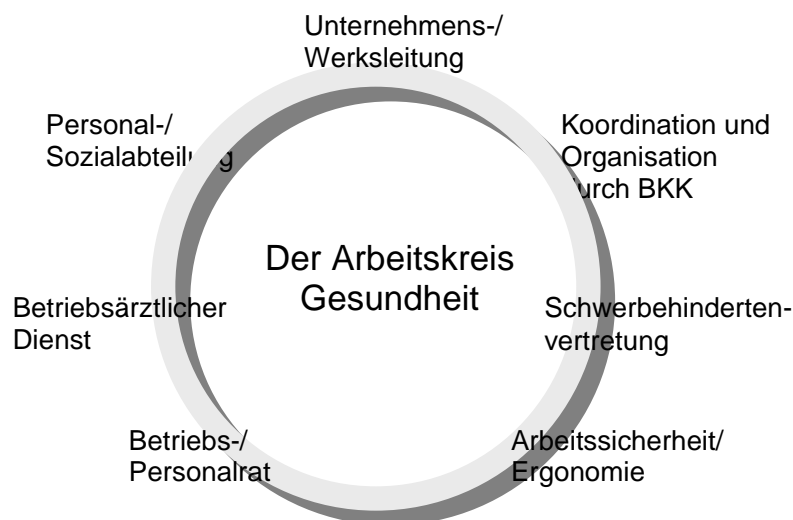 Unternehmens-/
Werksleitung
Personal-/
Sozialabteilung
Koordination und
Organisation
durch BKK
Der Arbeitskreis
Gesundheit
Betriebsärztlicher
Dienst
Schwerbehinderten-
vertretung
Betriebs-/
Personalrat
Arbeitssicherheit/
Ergonomie